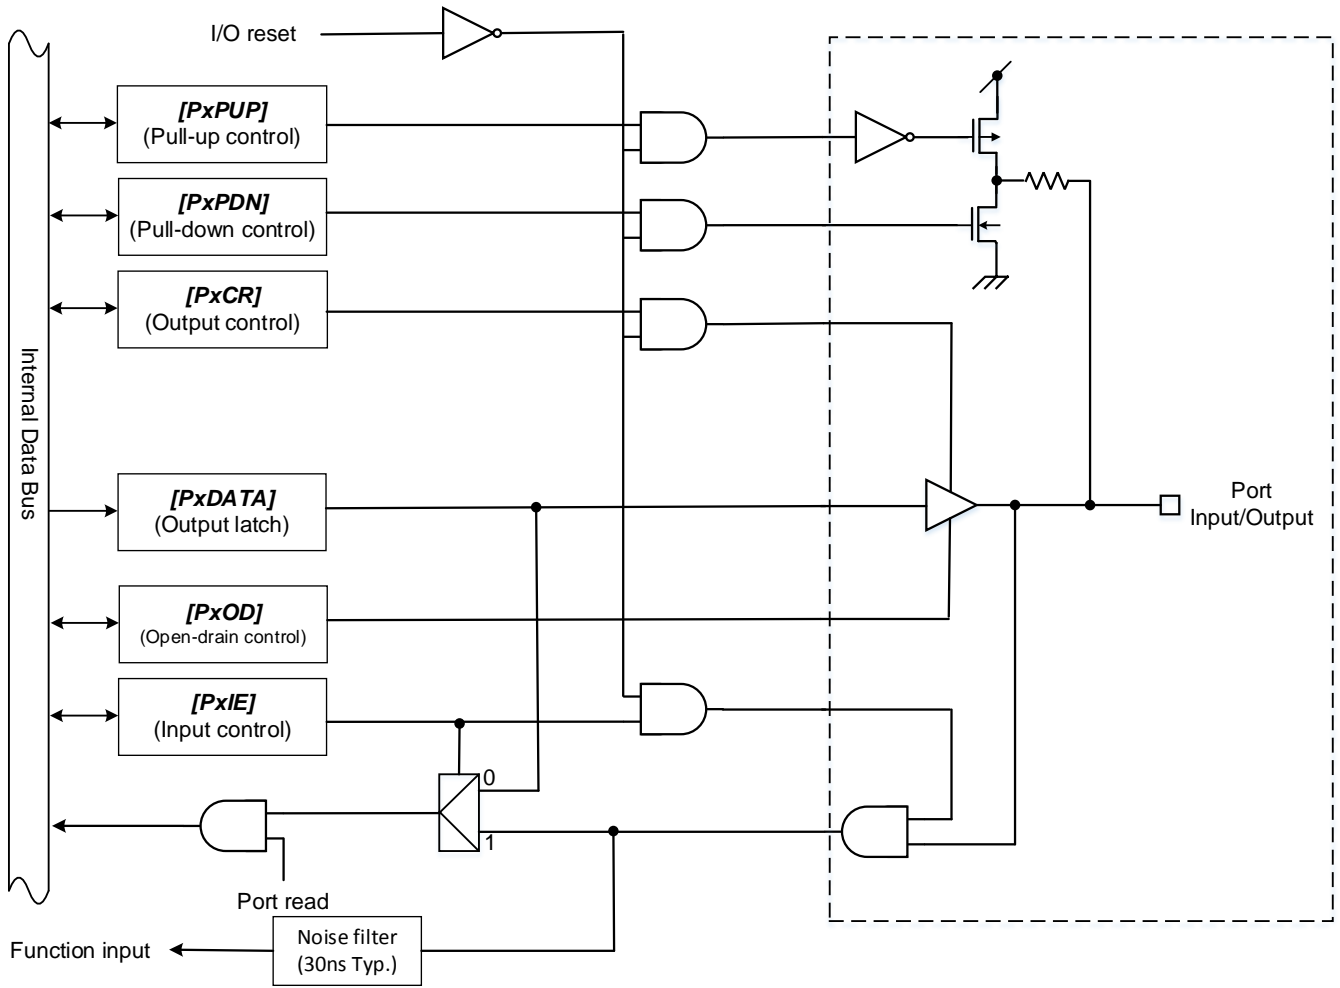 I/O reset
[PxPUP]
(Pull-up control)
[PxPDN]
(Pull-down control)
[PxCR]
(Output control)
Internal Data Bus
[PxDATA]
(Output latch)
Port
Input/Output
[PxOD]
(Open-drain control)
[PxIE]
(Input control)
0
1
Port read
Noise filter
(30ns Typ.)
Function input